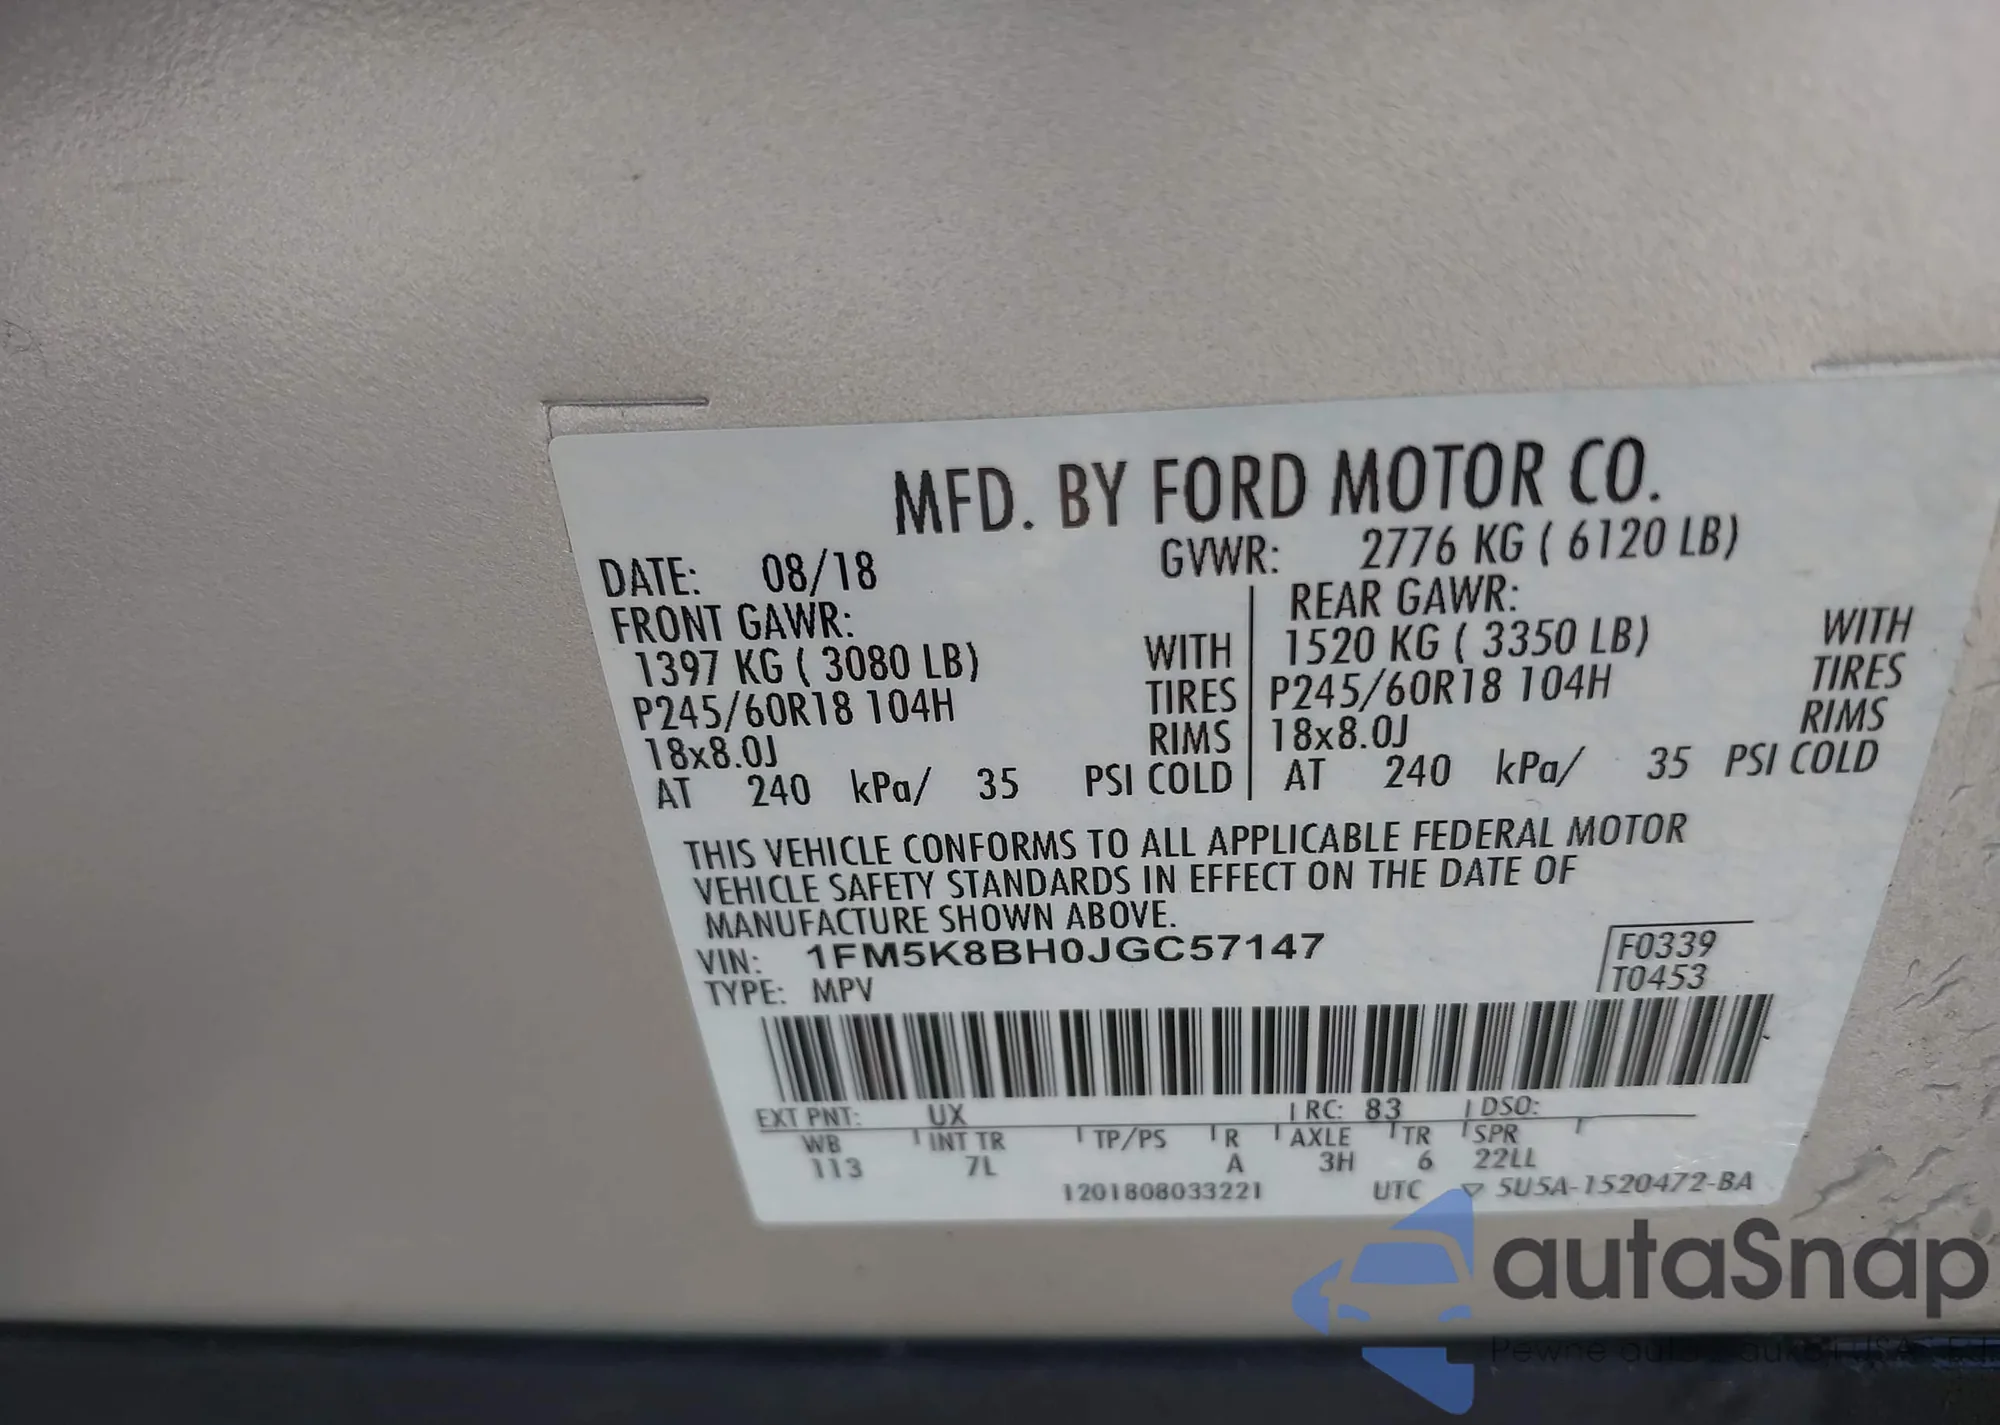 MFD. BY FORD MOTOR CO.
DATE: 08/18 GVWR: 2776 KG ( 6120 LB)
FRONT GAWR: REAR GAWR:
1397 KG ( 3080 LB) WITH 1520 KG ( 3350 LB) WITH
P245/60R18 104H TIRES P245/60R18 104H TIRES
18x8.0J RIMS 18x8.0J RIMS
AT 240 kPa/ 35 PSI COLD AT 240 kPa/ 35 PSI COLD
THIS VEHICLE CONFORMS TO ALL APPLICABLE FEDERAL MOTOR
VEHICLE SAFETY STANDARDS IN EFFECT ON THE DATE OF
MANUFACTURE SHOWN ABOVE.
VIN: 1FM5K8BH0JGC57147 F0339
TYPE: MPV T0453
EXT PNT: UX RC: 83 DSO:
WB INT TR TP/PS R AXLE TR SPR
113 7L A 3H 6 22LL
1201808033221 UTC ▽ 5U5A-1520472-BA
autaSnap
Pewne auta USA